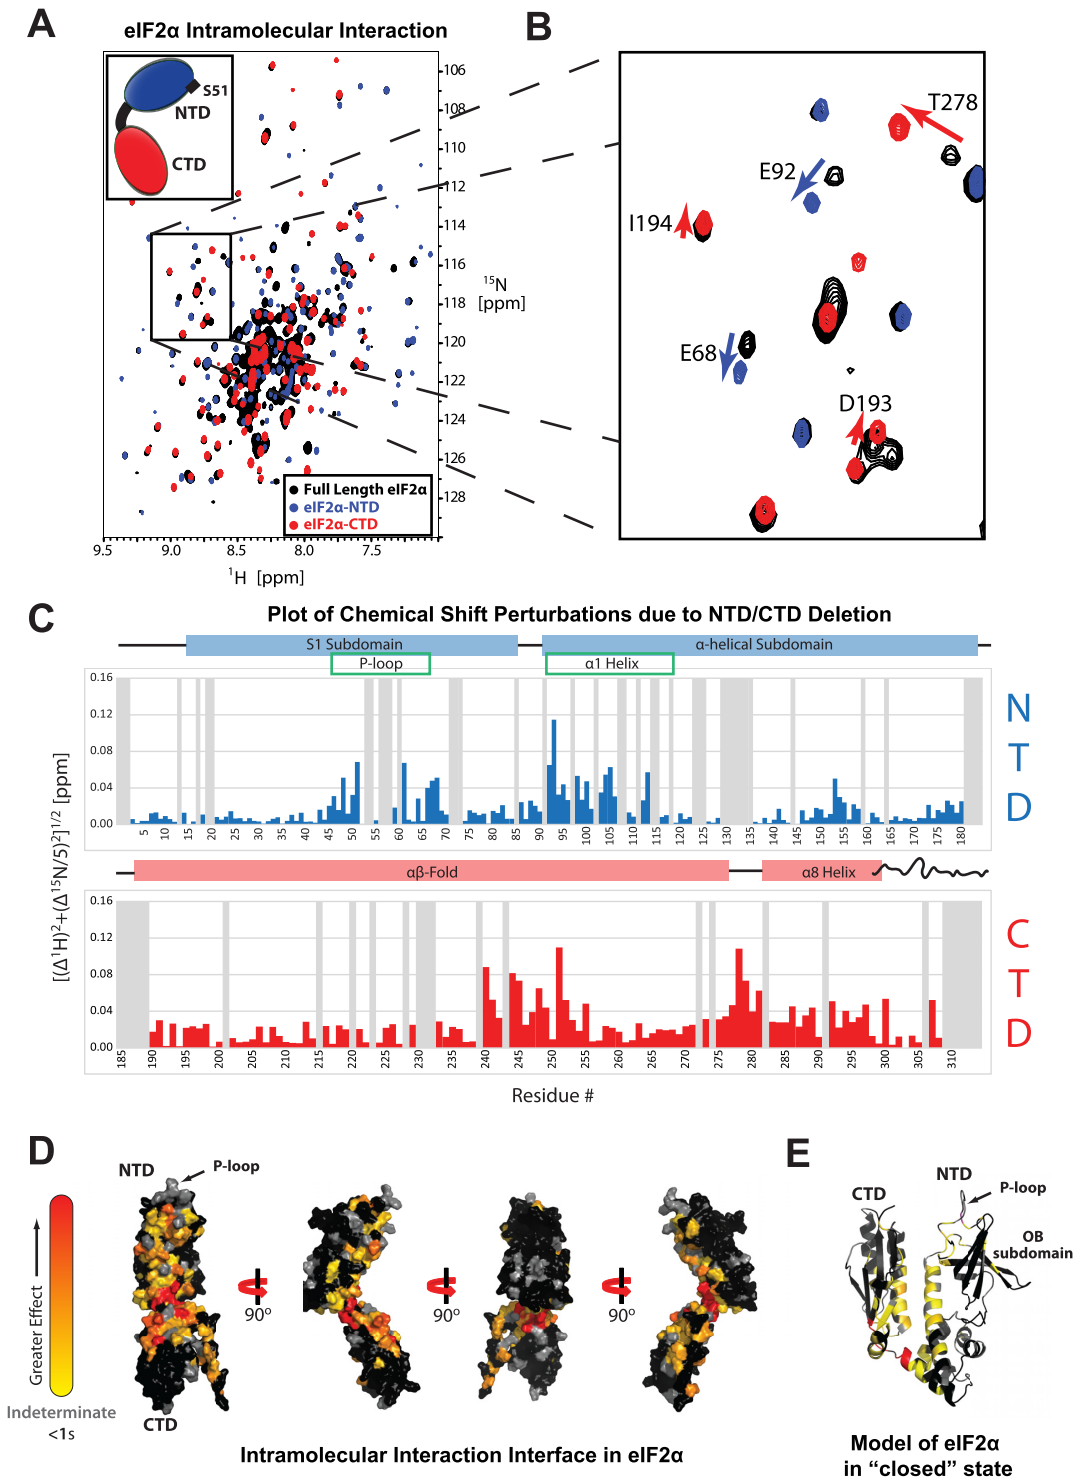 A
eIF2α Intramolecular Interaction
S51
NTD
CTD
106
108
110
112
114
116
118
120
122
124
126
128
15N
[ppm]
Full Length eIF2α
eIF2α-NTD
eIF2α-CTD
9.5 9.0 8.5 8.0 7.5
1H [ppm]
B
T278
E92
I194
E68
D193
C
Plot of Chemical Shift Perturbations due to NTD/CTD Deletion
S1 Subdomain
α-helical Subdomain
P-loop
α1 Helix
0.16
0.12
0.08
0.04
0.00
5 10 15 20 25 30 35 40 45 50 55 60 65 70 75 80 85 90 95 100 105 110 115 120 125 130 135 140 145 150 155 160 165 170 175 180
NTD
[(Δ1H)2+(Δ15N/5)2]1/2 [ppm]
αβ-Fold
α8 Helix
0.16
0.12
0.08
0.04
0.00
185 190 195 200 205 210 215 220 225 230 235 240 245 250 255 260 265 270 275 280 285 290 295 300 305 310
CTD
Residue #
D
NTD
P-loop
Greater Effect
Indeterminate
<1s
CTD
90°
90°
90°
Intramolecular Interaction Interface in eIF2α
E
NTD
CTD
P-loop
OB
subdomain
Model of eIF2α
in “closed” state